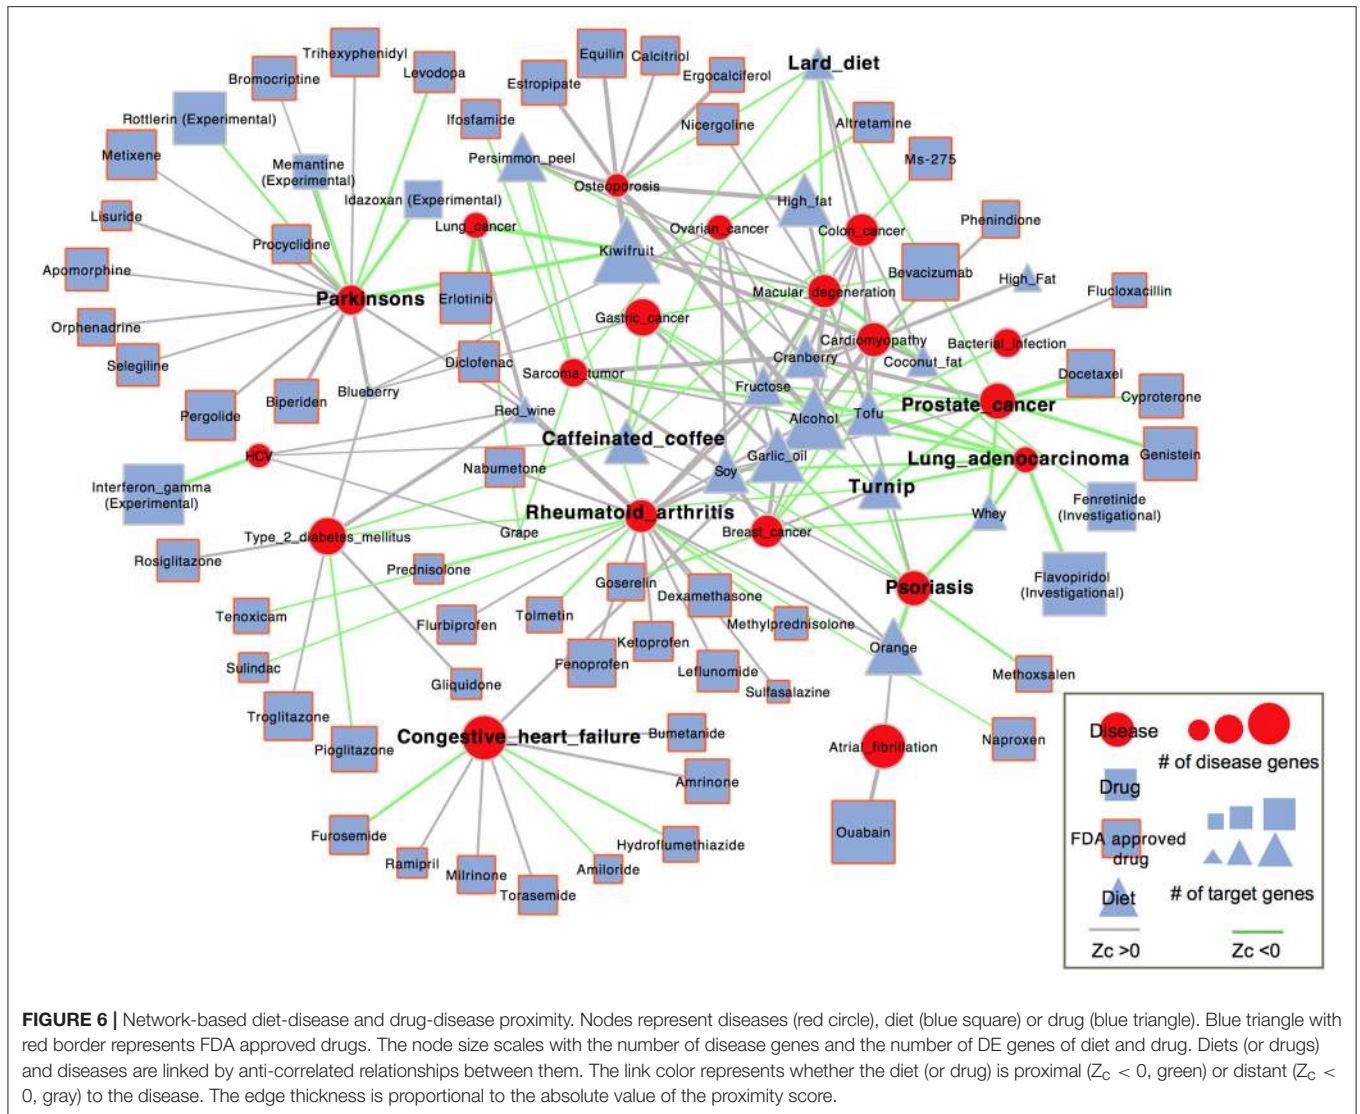 Trihexyphenidyl
Bromocriptine
Levodopa
Rottlerin (Experimental)
Metixene
Memantine
(Experimental)
Idazoxan (Experimental)
Lisuride
Procyclidine
Apomorphine
Parkinsons
Orphenadrine
Selegiline
Pergolide
Biperiden
Blueberry
HCV
Interferon_gamma
(Experimental)
Equilin
Calcitriol
Estropipate
Ergocalciferol
Ifosfamide
Nicergoline
Persimmon_peel
Osteoporosis
Lung_cancer
Kiwifruit
Ovarian_cancer
Erlotinib
Gastric_cancer
Diclofenac
Sarcoma_tumor
Red_wine
Caffeinated_coffee
Nabumetone
Grape
Lard_diet
Altretamine
Ms-275
High_fat
Colon_cancer
Phenindione
Bevacizumab
High_Fat
Flucloxacillin
Macular_degeneration
Cardiomyopathy
Bacterial_infection
Cranberry
Coconut_fat
Docetaxel
Fructose
Cyproterone
Prostate_cancer
Alcohol
Tofu
Genistein
Lung_adenocarcinoma
Garlic_oil
Soy
Turnip
Fenretinide
(Investigational)
Whey
Rheumatoid_arthritis
Breast_cancer
Type_2_diabetes_mellitus
Rosiglitazone
Prednisolone
Goserelin
Dexamethasone
Psoriasis
Flavopiridol
(Investigational)
Tenoxicam
Flurbiprofen
Tolmetin
Methylprednisolone
Ketoprofen
Orange
Sulindac
Fenoprofen
Leflunomide
Methoxsalen
Gliquidone
Sulfasalazine
Troglitazone
Pioglitazone
Congestive_heart_failure
Bumetanide
Atrial_fibrillation
Naproxen
Amrinone
Furosemide
Ramipril
Milrinone
Torasemide
Amiloride
Hydroflumethiazide
Ouabain
Disease
# of disease genes
Drug
FDA approved
drug
Diet
# of target genes
Zc >0
Zc <0
FIGURE 6 | Network-based diet-disease and drug-disease proximity. Nodes represent diseases (red circle), diet (blue square) or drug (blue triangle). Blue triangle with
red border represents FDA approved drugs. The node size scales with the number of disease genes and the number of DE genes of diet and drug. Diets (or drugs)
and diseases are linked by anti-correlated relationships between them. The link color represents whether the diet (or drug) is proximal (ZC < 0, green) or distant (ZC <
0, gray) to the disease. The edge thickness is proportional to the absolute value of the proximity score.